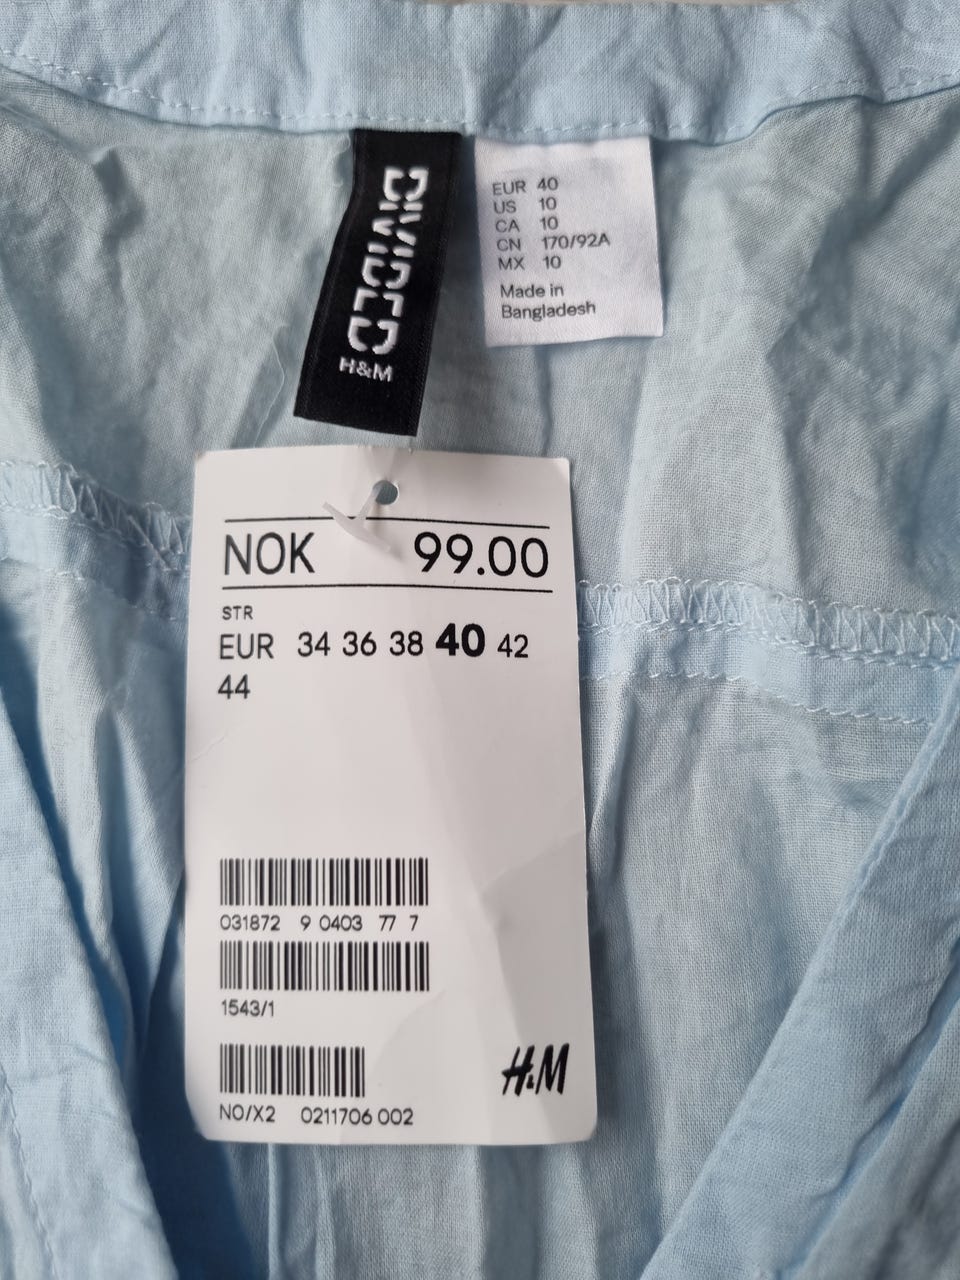 DIVIDED
H&M
EUR 40
US 10
CA 10
CN 170/92A
MX 10
Made in
Bangladesh
NOK 99.00
STR
EUR 34 36 38 40 42
44
031872 9 0403 77 7
1543/1
H&M
NO/X2 0211706 002